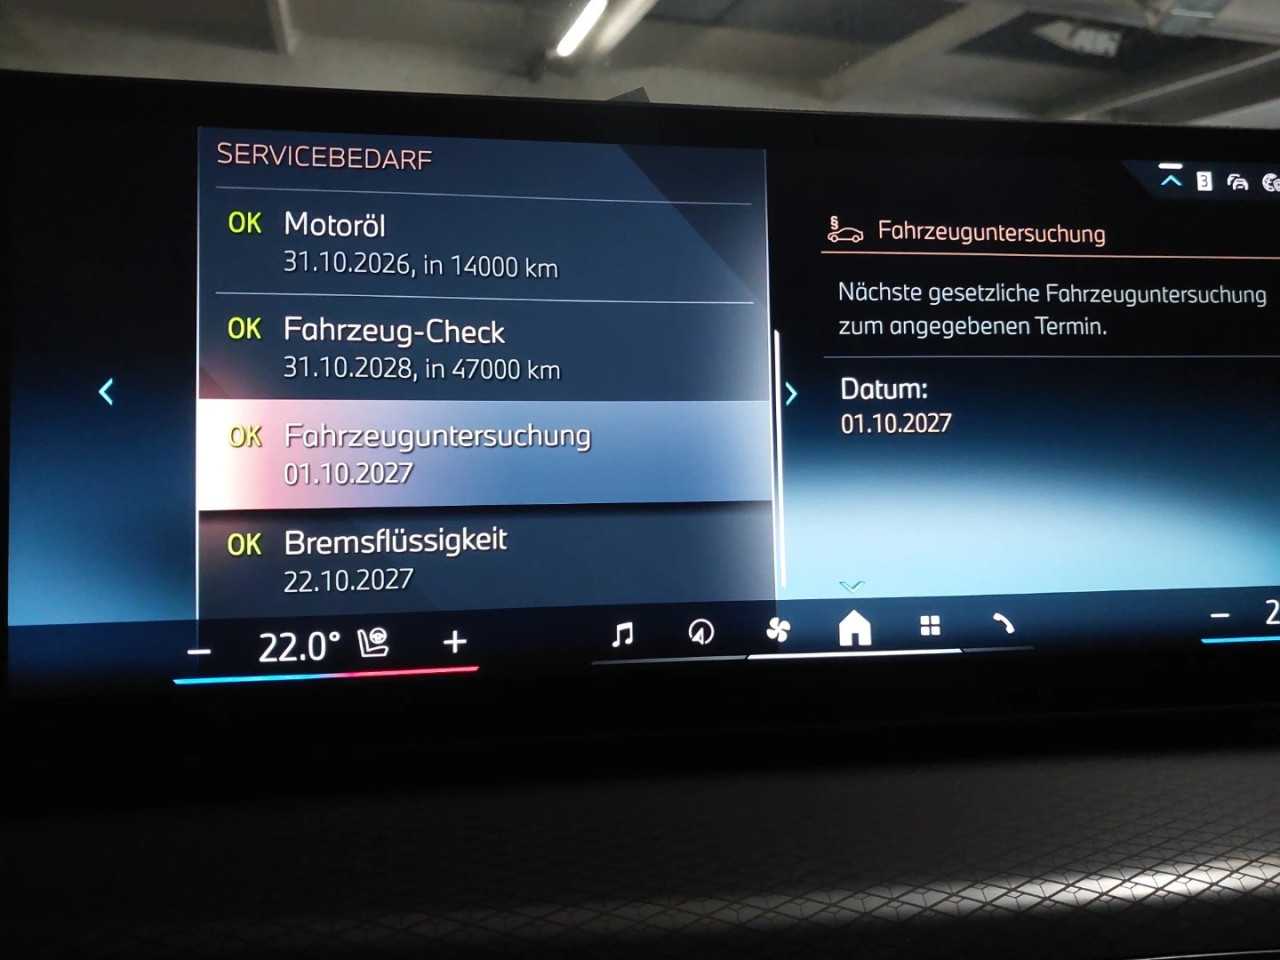 SERVICEBEDARF
OK Motoröl
31.10.2026, in 14000 km
OK Fahrzeug-Check
31.10.2028, in 47000 km
OK Fahrzeuguntersuchung
01.10.2027
OK Bremsflüssigkeit
22.10.2027
3
§
Fahrzeuguntersuchung
Nächste gesetzliche Fahrzeuguntersuchung
zum angegebenen Termin.
Datum:
01.10.2027
− 22.0° +
− 2